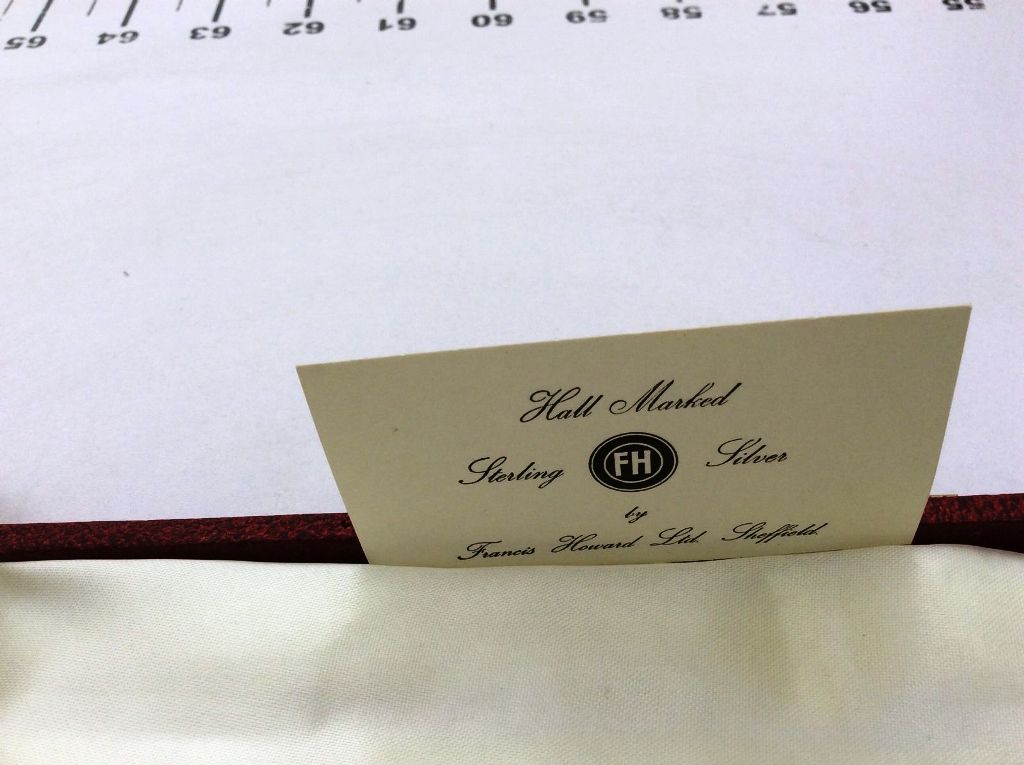 65 64 63 62 61 60 59 58 57 56 55
Hall Marked
Sterling FH Silver
by
Francis Howard Ltd. Sheffield.